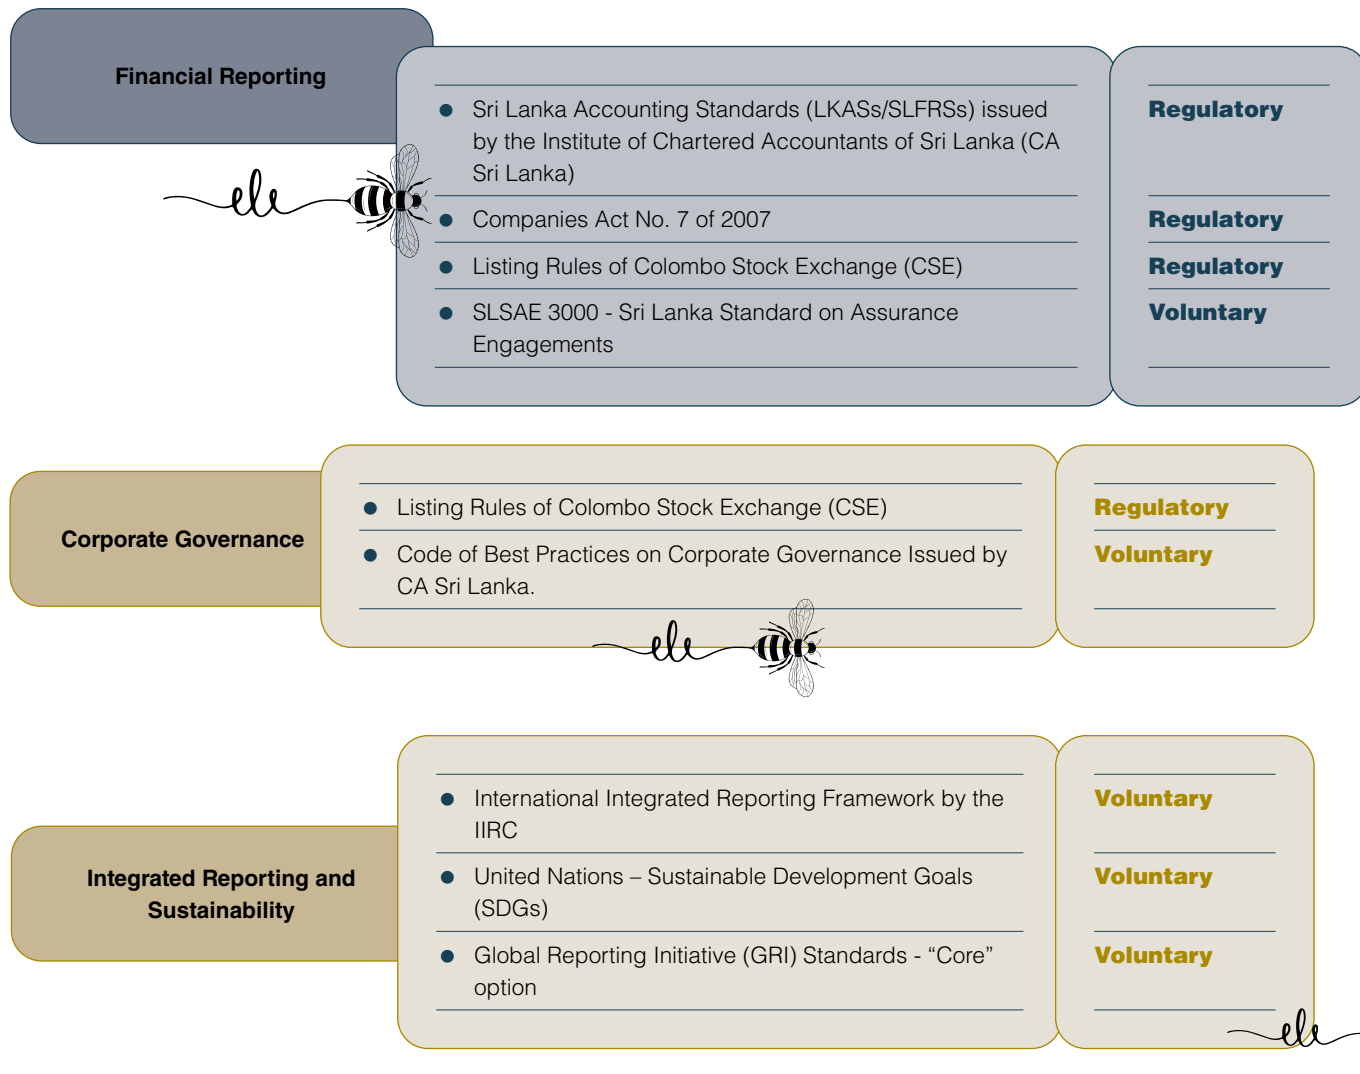 Financial Reporting
● Sri Lanka Accounting Standards (LKASs/SLFRSs) issued
by the Institute of Chartered Accountants of Sri Lanka (CA
Sri Lanka)
Regulatory
● Companies Act No. 7 of 2007
Regulatory
● Listing Rules of Colombo Stock Exchange (CSE)
Regulatory
● SLSAE 3000 - Sri Lanka Standard on Assurance
Engagements
Voluntary
Corporate Governance
● Listing Rules of Colombo Stock Exchange (CSE)
Regulatory
● Code of Best Practices on Corporate Governance Issued by
CA Sri Lanka.
Voluntary
Integrated Reporting and
Sustainability
● International Integrated Reporting Framework by the
IIRC
Voluntary
● United Nations – Sustainable Development Goals
(SDGs)
Voluntary
● Global Reporting Initiative (GRI) Standards - “Core”
option
Voluntary